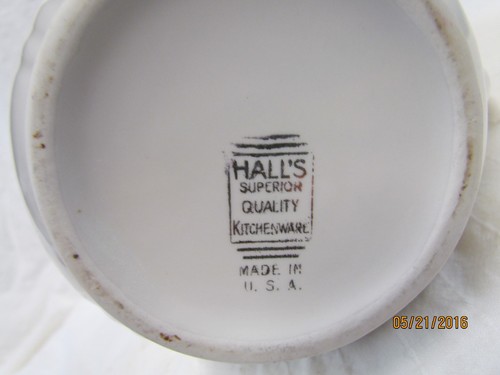 HALL'S
SUPERIOR
QUALITY
KITCHENWARE
MADE IN
U. S. A.
05/21/2016